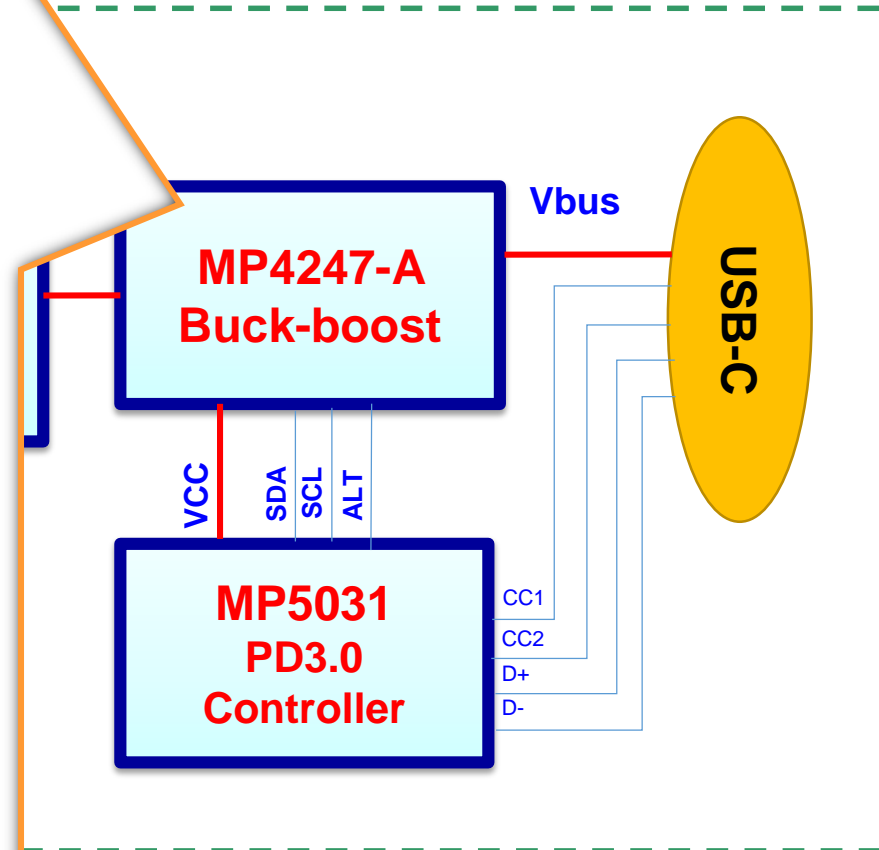 Vbus
MP4247-A
Buck-boost
USB-C
VCC
SDA
SCL
ALT
MP5031
PD3.0
Controller
CC1
CC2
D+
D-